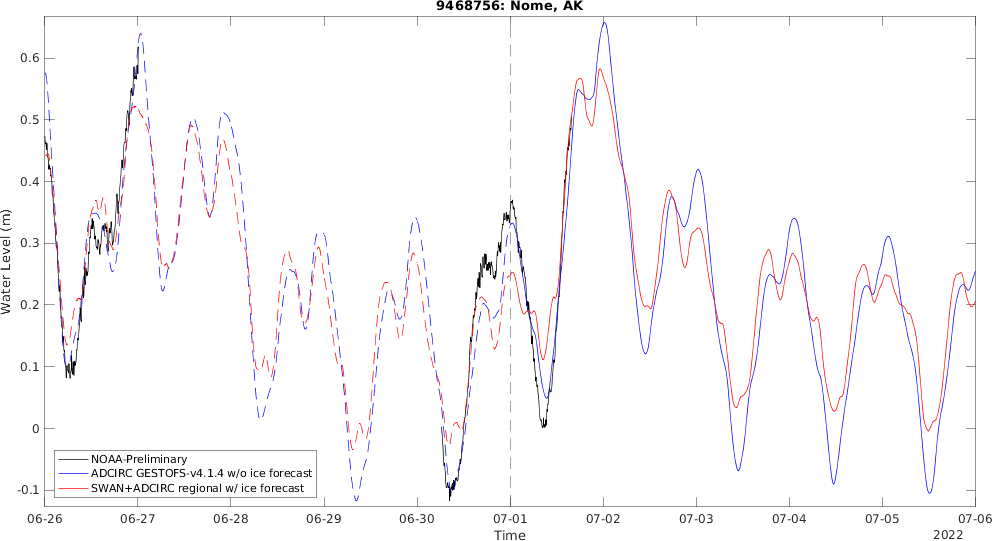 9468756: Nome, AK
0.6
0.5
0.4
0.3
0.2
0.1
0
-0.1
Water Level (m)
NOAA-Preliminary
ADCIRC GESTOFS-v4.1.4 w/o ice forecast
SWAN+ADCIRC regional w/ ice forecast
06-26 06-27 06-28 06-29 06-30 07-01 07-02 07-03 07-04 07-05 07-06
Time
2022